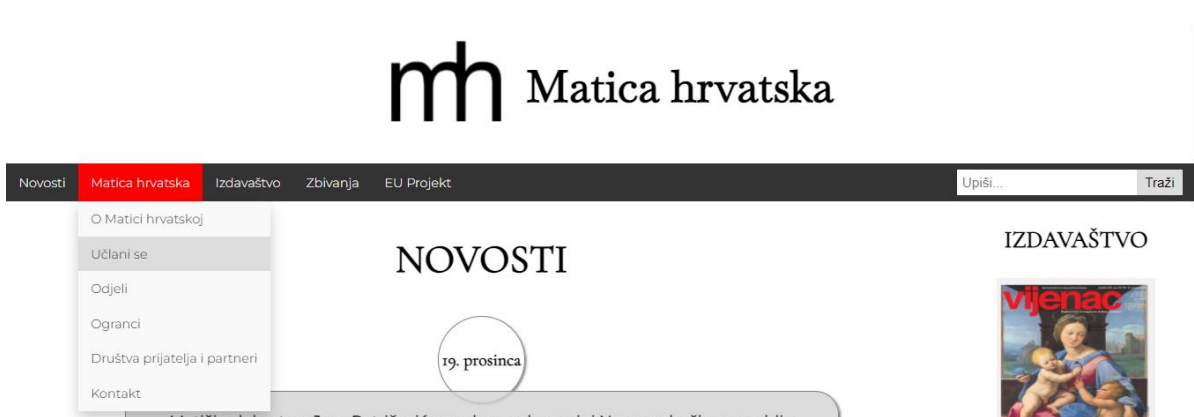 mh Matica hrvatska
Novosti Matica hrvatska Izdavaštvo Zbivanja EU Projekt Upiši... Traži
O Matici hrvatskoj
Učlani se
Odjeli
Ogranci
Društva prijatelja i partneri
Kontakt
NOVOSTI
19. prosinca
IZDAVAŠTVO
vijenac